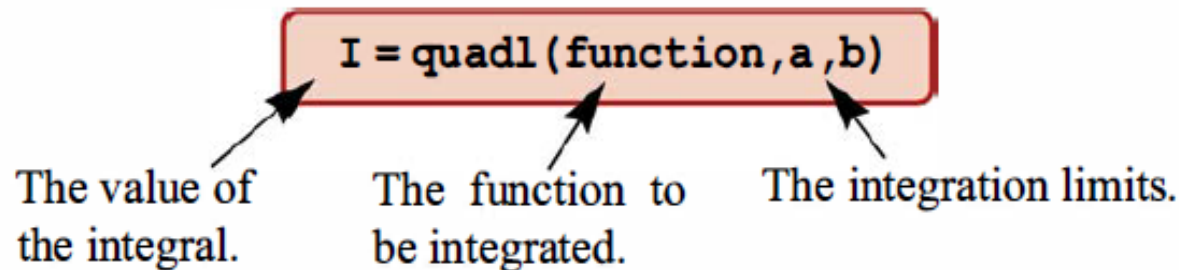 I = quadl(function,a,b)
The value of
the integral.
The function to
be integrated.
The integration limits.